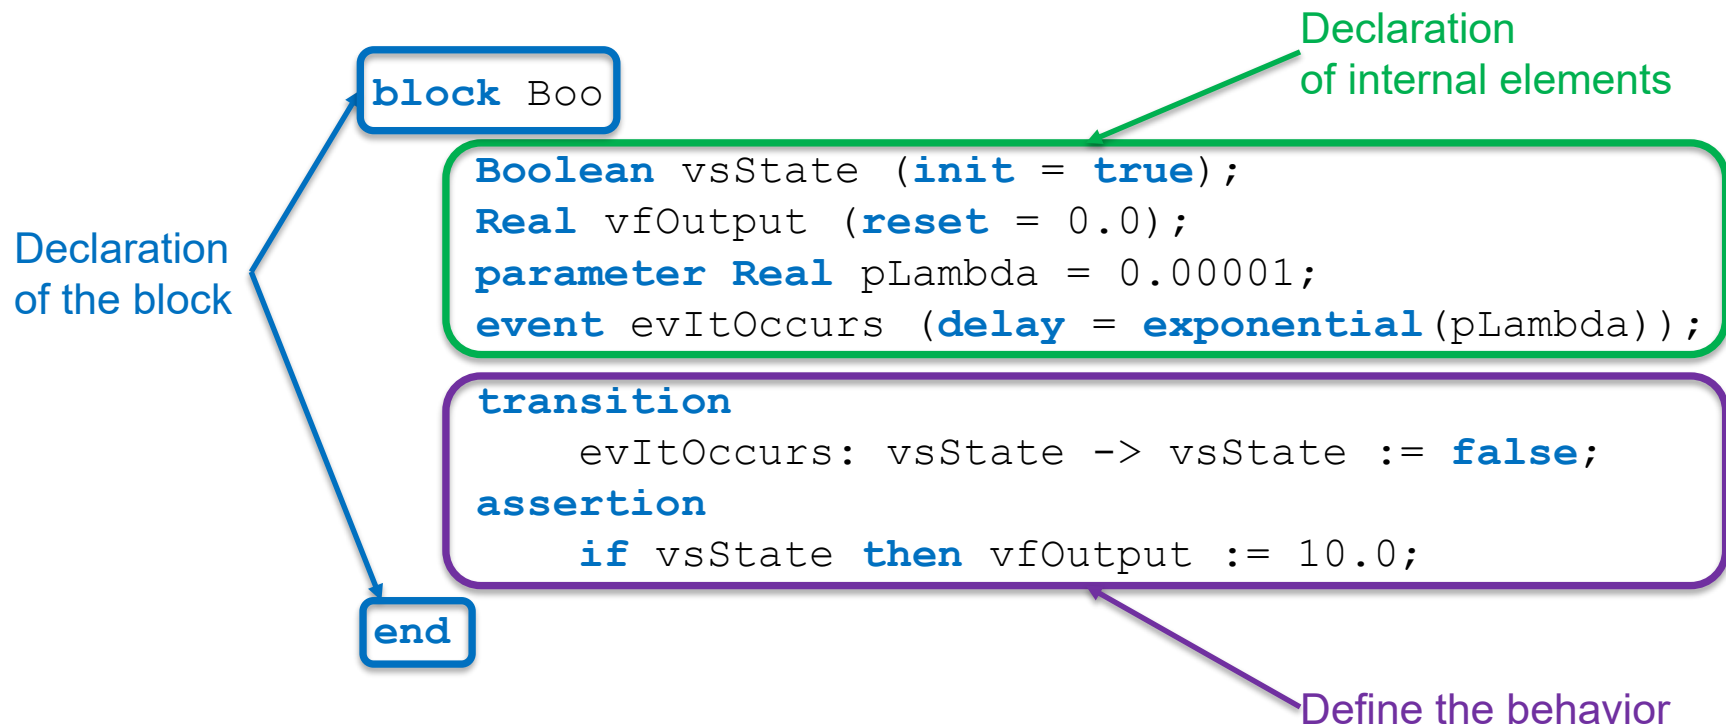 Declaration
of internal elements
block Boo
Boolean vsState (init = true);
Real vfOutput (reset = 0.0);
parameter Real pLambda = 0.00001;
event evItOccurs (delay = exponential(pLambda));
Declaration
of the block
transition
evItOccurs: vsState -> vsState := false;
assertion
if vsState then vfOutput := 10.0;
end
Define the behavior